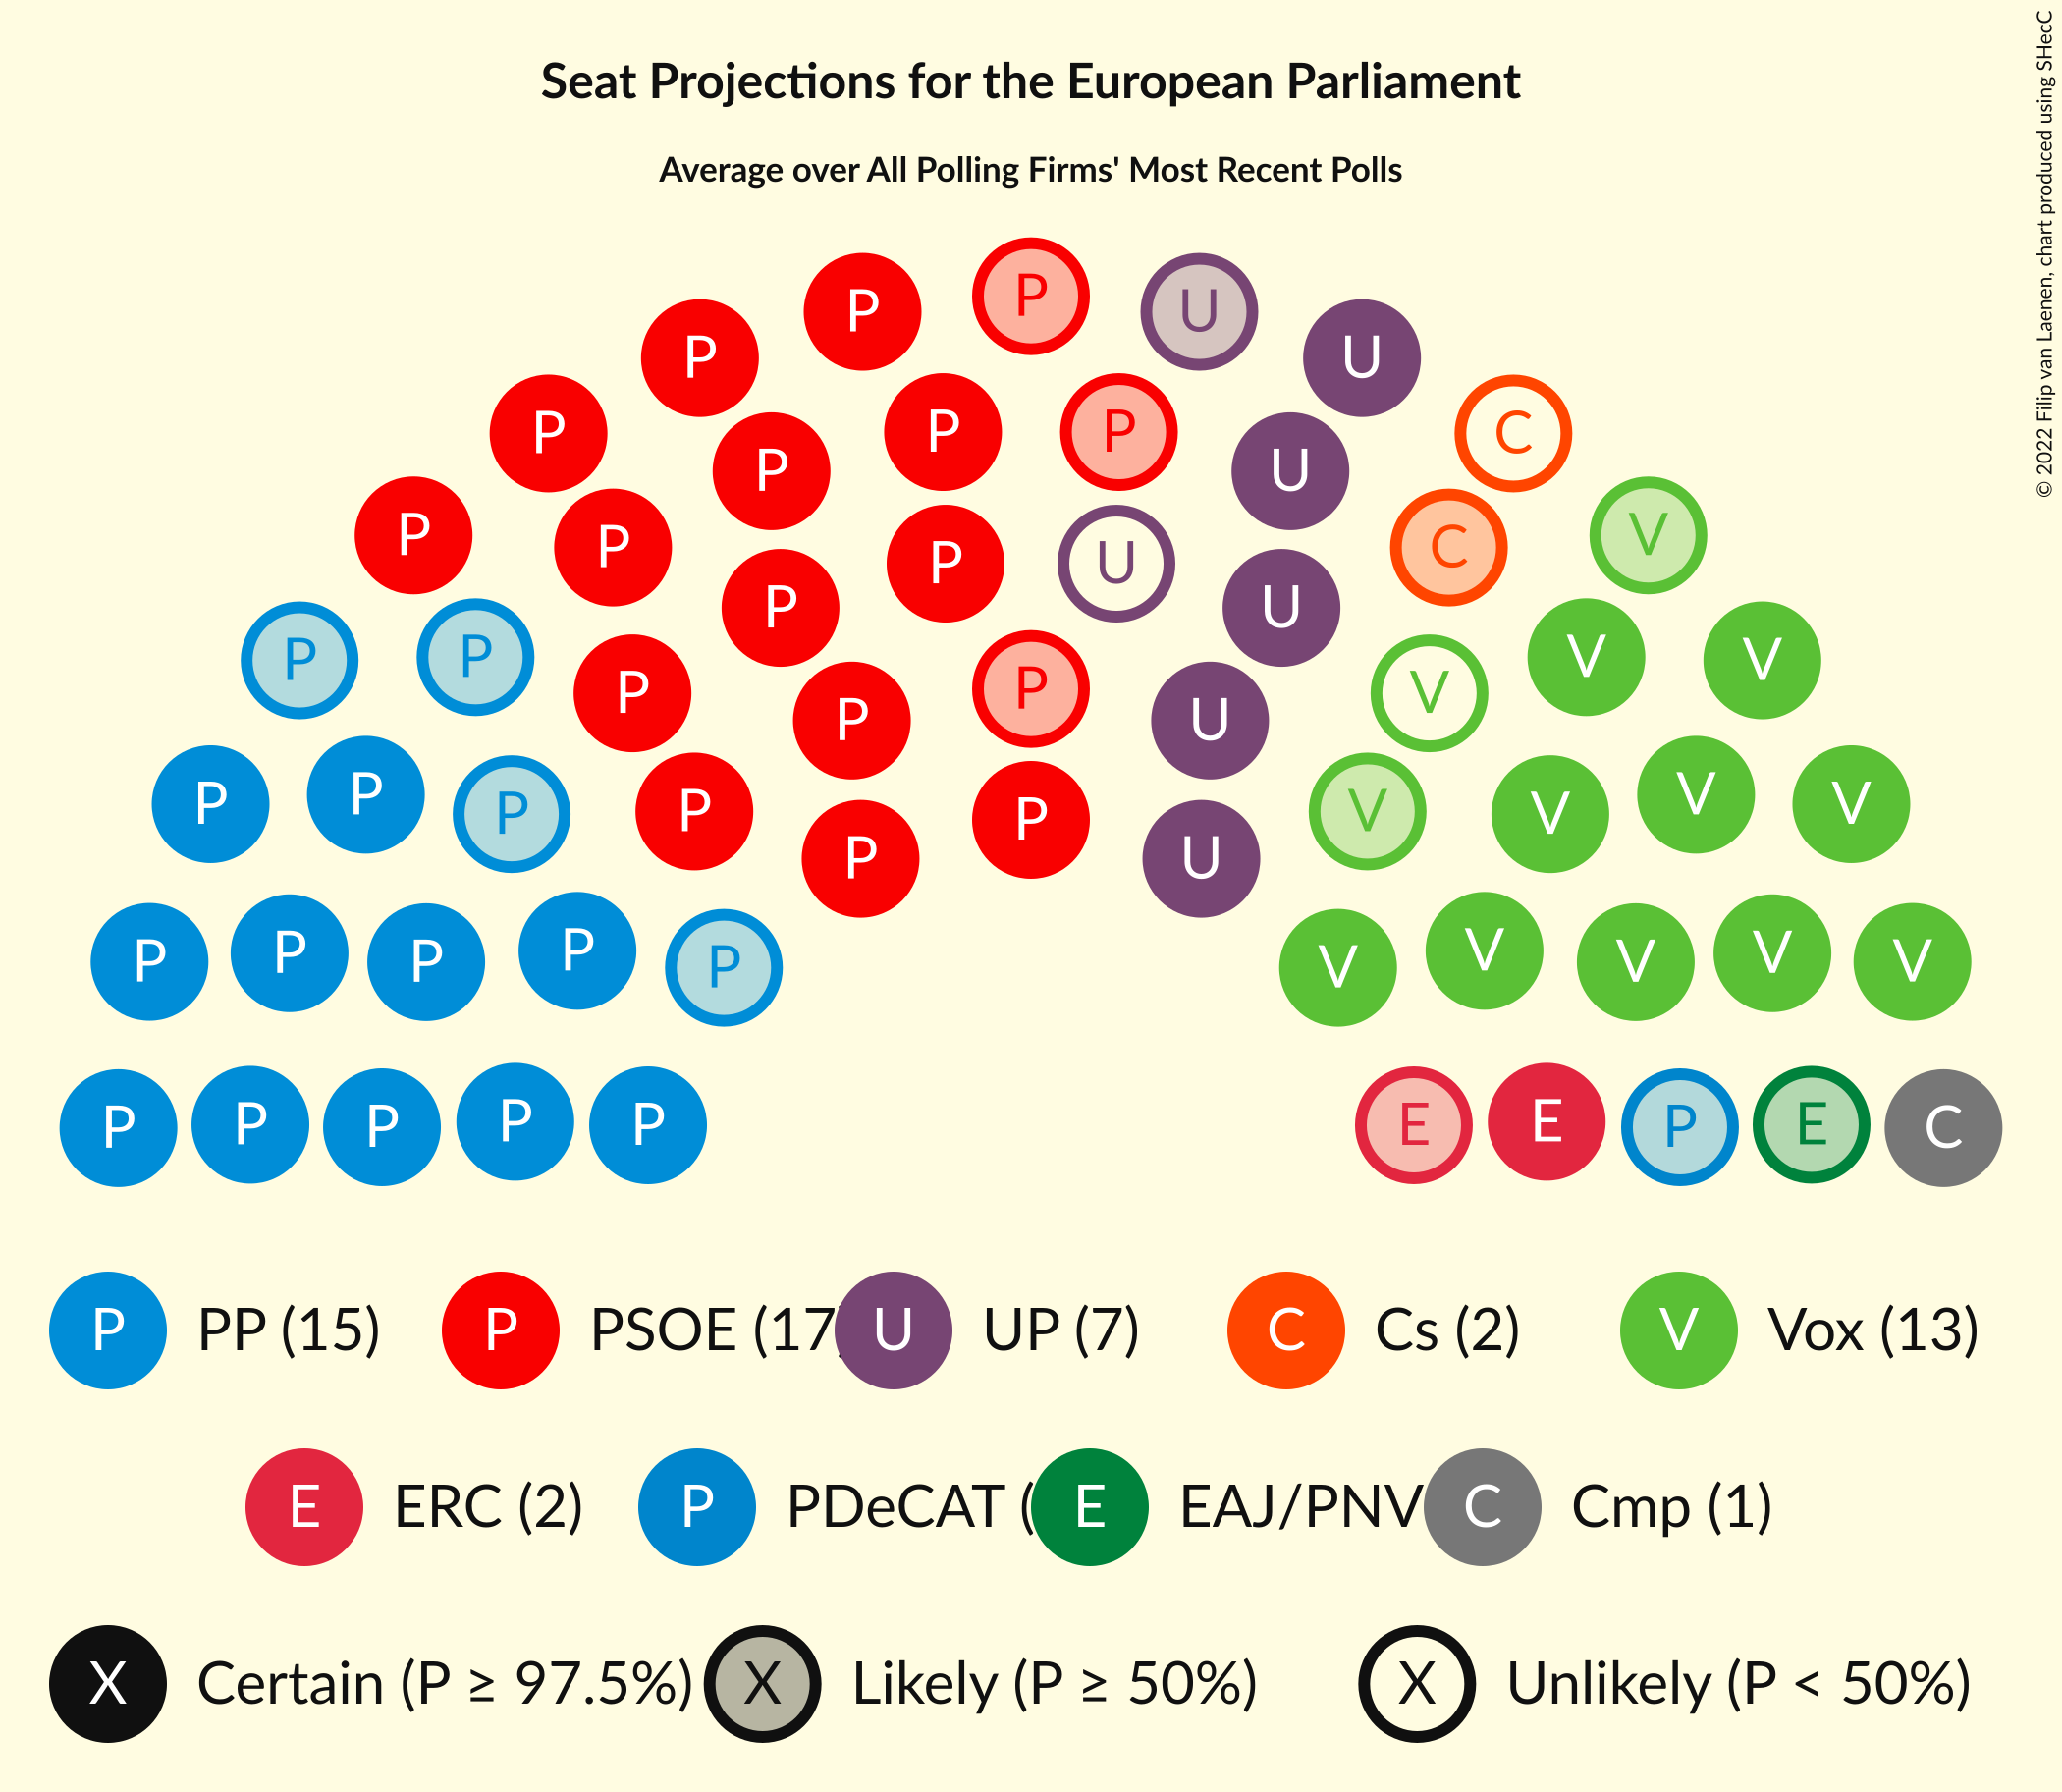 Seat Projections for the European Parliament
Average over All Polling Firms' Most Recent Polls
© 2022 Filip van Laenen, chart produced using SHecC
P P U
P U
P P P C
P U
P P P U C V
P U
P P P P V V V
P U
P P P P P V V V V
P U
P P P P P V V V V V
P P P P P E E P E C
P PP (15) P PSOE (17 U UP (7) C Cs (2) V Vox (13)
E ERC (2) P PDeCAT ( E EAJ/PNV C Cmp (1)
X Certain (P ≥ 97.5%) X Likely (P ≥ 50%) X Unlikely (P < 50%)